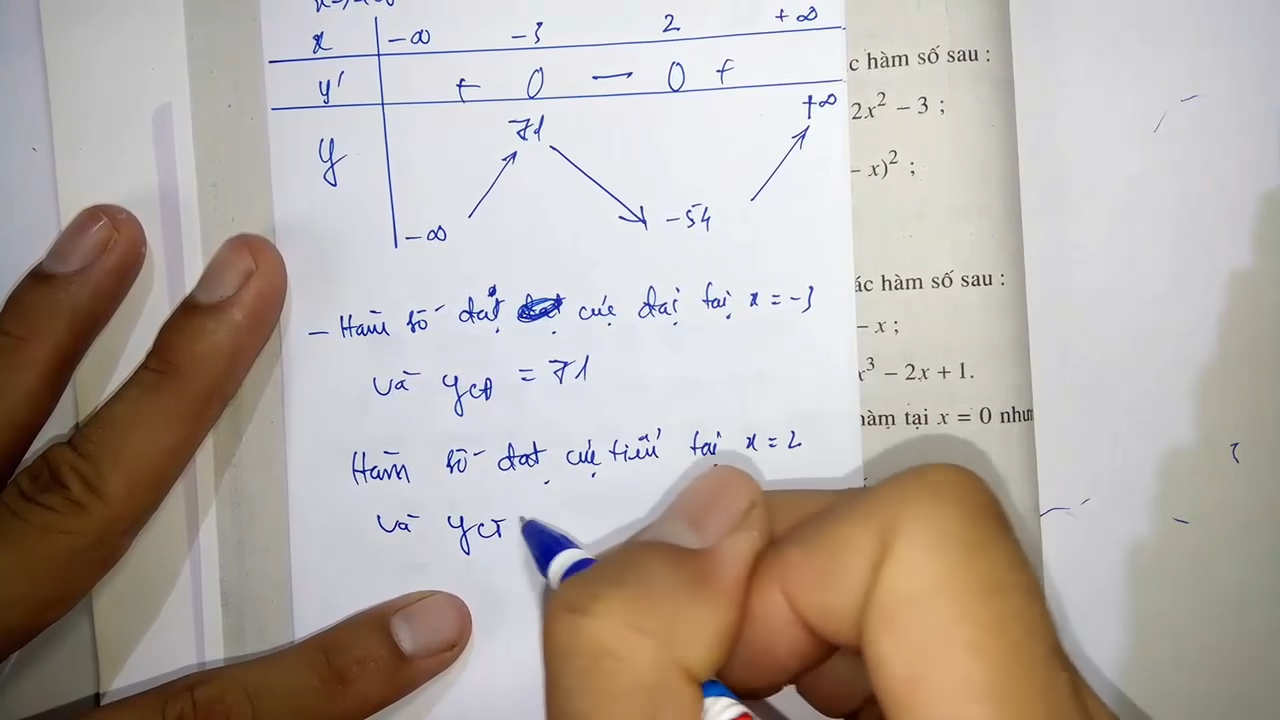 x -∞ -3 2 +∞
y' + 0 — 0 +
y -∞ 71 -54 +∞
- Hàm số đạt cực đại tại x = -3
và yCĐ = 71
Hàm số đạt cực tiểu tại x = 2
và yCT
c hàm số sau :
2x² - 3 ;
- x)² ;
ác hàm số sau :
- x ;
x³ - 2x + 1.
hàm tại x = 0 như